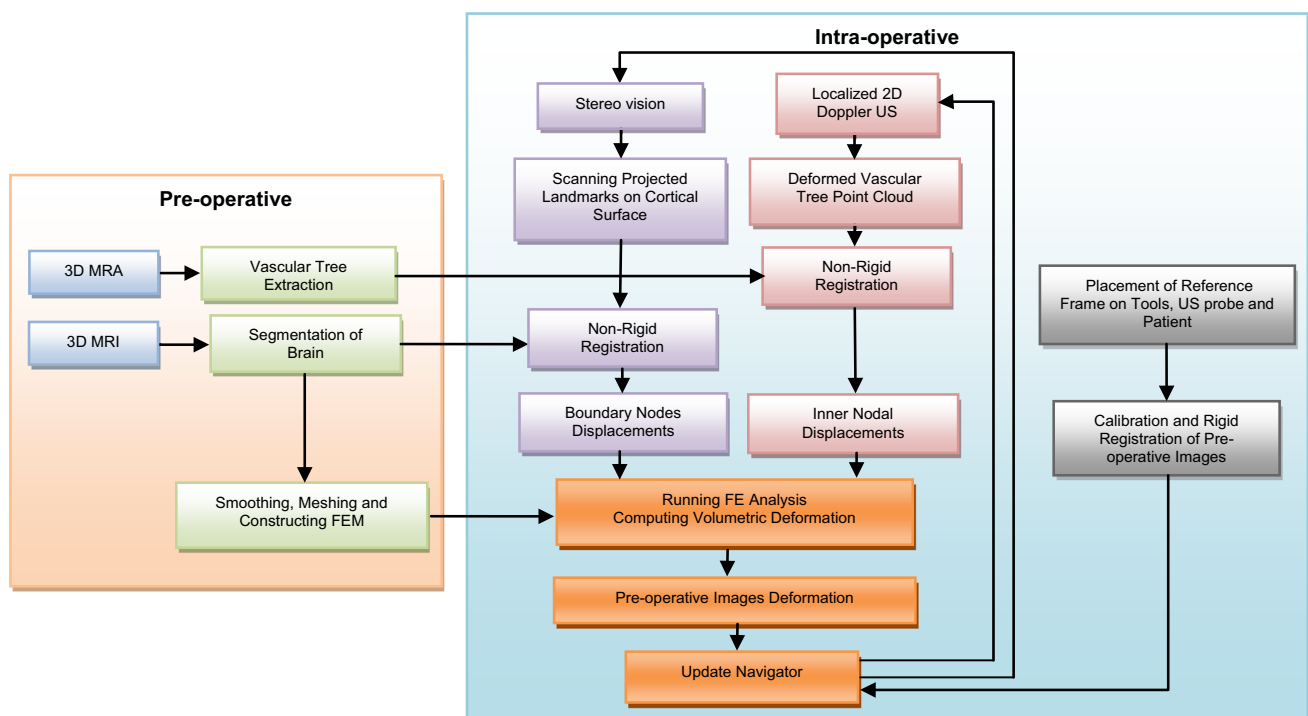 Pre-operative
3D MRA
Vascular Tree
Extraction
3D MRI
Segmentation of
Brain
Smoothing, Meshing and
Constructing FEM
Intra-operative
Stereo vision
Scanning Projected
Landmarks on Cortical
Surface
Non-Rigid
Registration
Boundary Nodes
Displacements
Localized 2D
Doppler US
Deformed Vascular
Tree Point Cloud
Non-Rigid
Registration
Inner Nodal
Displacements
Running FE Analysis
Computing Volumetric Deformation
Pre-operative Images Deformation
Update Navigator
Placement of Reference
Frame on Tools, US probe and
Patient
Calibration and Rigid
Registration of Pre-
operative Images